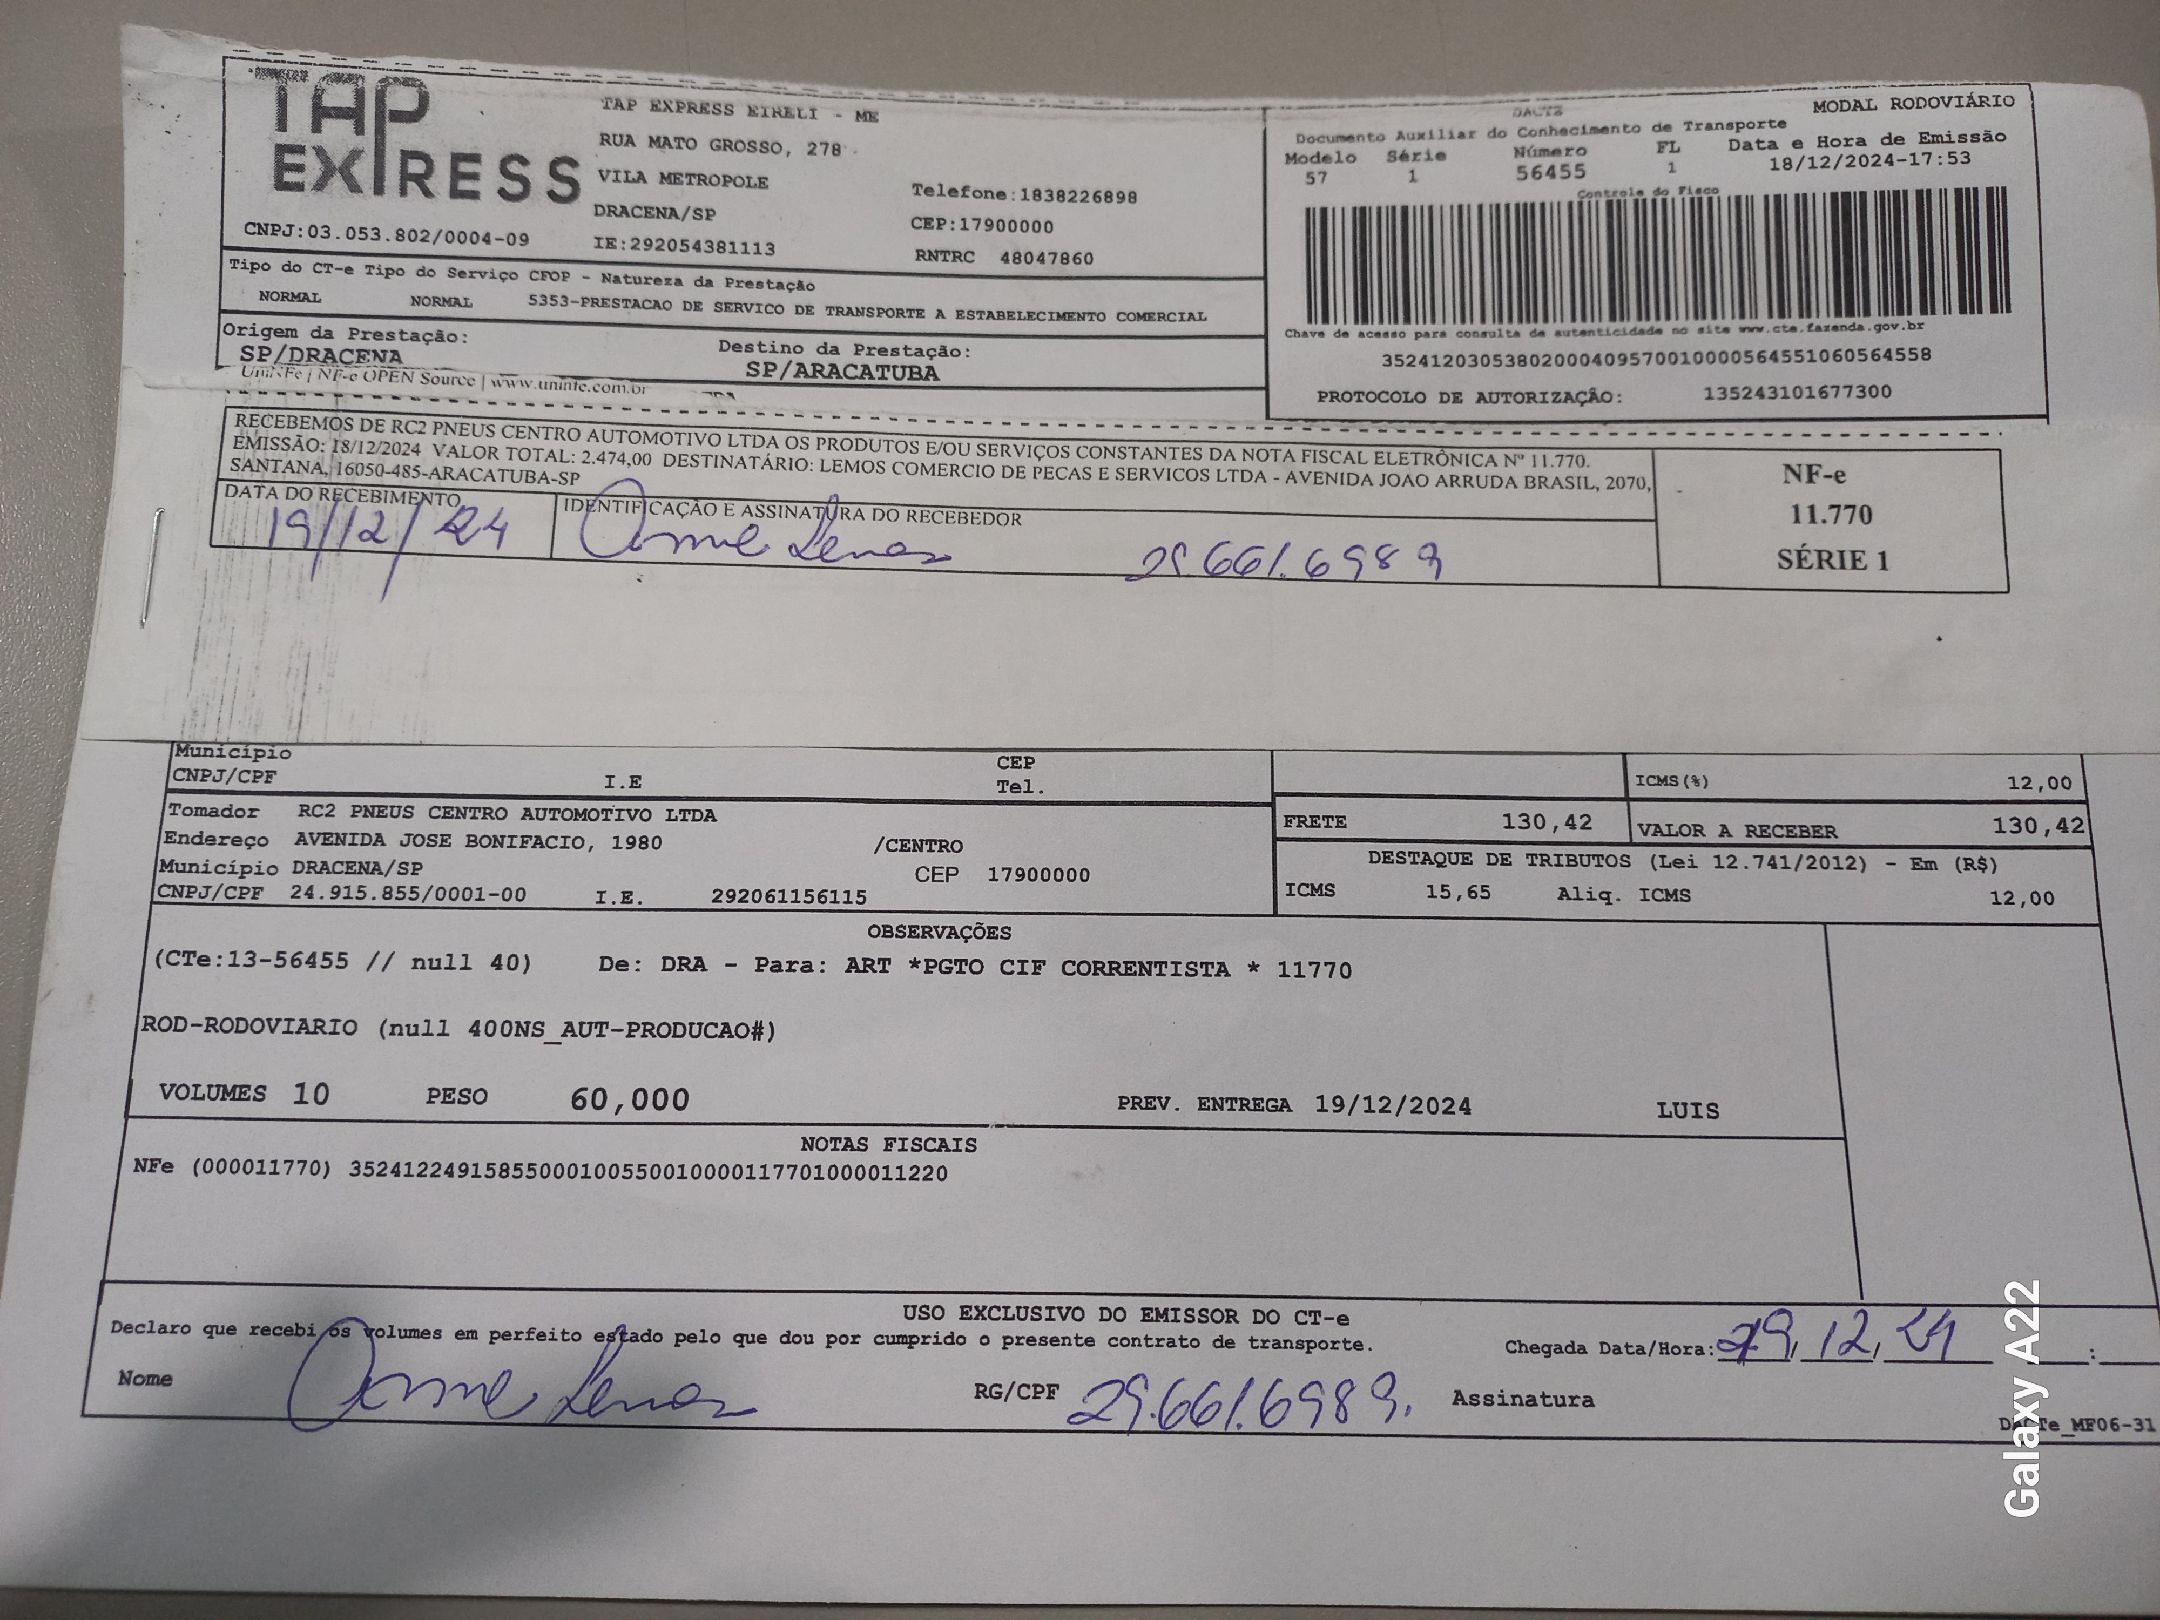 TAP EXPRESS
TAP EXPRESS EIRELI - ME
RUA MATO GROSSO, 278
VILA METROPOLE
DRACENA/SP
IE:292054381113
CNPJ:03.053.802/0004-09
Telefone:1838226898
CEP:17900000
RNTRC 48047860
DACTE
MODAL RODOVIÁRIO
Documento Auxiliar do Conhecimento de Transporte
Data e Hora de Emissão
Modelo Série Número FL
57 1 56455 1 18/12/2024-17:53
Controle do Fisco
Tipo do CT-e Tipo do Serviço CFOP - Natureza da Prestação
NORMAL NORMAL 5353-PRESTACAO DE SERVICO DE TRANSPORTE A ESTABELECIMENTO COMERCIAL
Origem da Prestação:
SP/DRACENA
Destino da Prestação:
SP/ARACATUBA
Chave de acesso para consulta de autenticidade no site www.cte.fazenda.gov.br
35241203053802000409570010000564551060564558
PROTOCOLO DE AUTORIZAÇÃO: 135243101677300
UniNFe | NF-e OPEN Source | www.uninfe.com.br
RECEBEMOS DE RC2 PNEUS CENTRO AUTOMOTIVO LTDA OS PRODUTOS E/OU SERVIÇOS CONSTANTES DA NOTA FISCAL ELETRÔNICA Nº 11.770.
EMISSÃO: 18/12/2024 VALOR TOTAL: 2.474,00 DESTINATÁRIO: LEMOS COMERCIO DE PECAS E SERVICOS LTDA - AVENIDA JOAO ARRUDA BRASIL, 2070,
SANTANA, 16050-485-ARACATUBA-SP
DATA DO RECEBIMENTO
19/12/24
IDENTIFICAÇÃO E ASSINATURA DO RECEBEDOR
29.661.698 9
NF-e
11.770
SÉRIE 1
Município CEP
CNPJ/CPF I.E Tel.
ICMS(%) 12,00
Tomador RC2 PNEUS CENTRO AUTOMOTIVO LTDA
Endereço AVENIDA JOSE BONIFACIO, 1980 /CENTRO
Município DRACENA/SP CEP 17900000
CNPJ/CPF 24.915.855/0001-00 I.E. 292061156115
FRETE 130,42 VALOR A RECEBER 130,42
DESTAQUE DE TRIBUTOS (Lei 12.741/2012) - Em (R$)
ICMS 15,65 Aliq. ICMS 12,00
OBSERVAÇÕES
(CTe:13-56455 // null 40) De: DRA - Para: ART *PGTO CIF CORRENTISTA * 11770
ROD-RODOVIARIO (null 400NS_AUT-PRODUCAO#)
VOLUMES 10 PESO 60,000 PREV. ENTREGA 19/12/2024 LUIS
NOTAS FISCAIS
NFe (000011770) 35241224915855000100550010000117701000011220
USO EXCLUSIVO DO EMISSOR DO CT-e
Declaro que recebi os volumes em perfeito estado pelo que dou por cumprido o presente contrato de transporte.
Chegada Data/Hora: 19, 12, 24 :
Nome
RG/CPF 29.661.698 9.
Assinatura
DaCTe_MF06-31
Galaxy A22